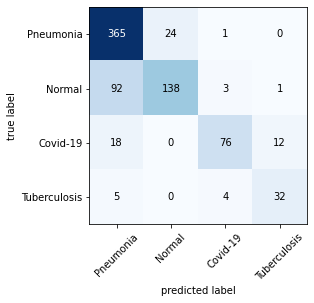 Pneumonia 365 24 1 0
Normal 92 138 3 1
Covid-19 18 0 76 12
Tuberculosis 5 0 4 32
true label
Pneumonia Normal Covid-19 Tuberculosis
predicted label